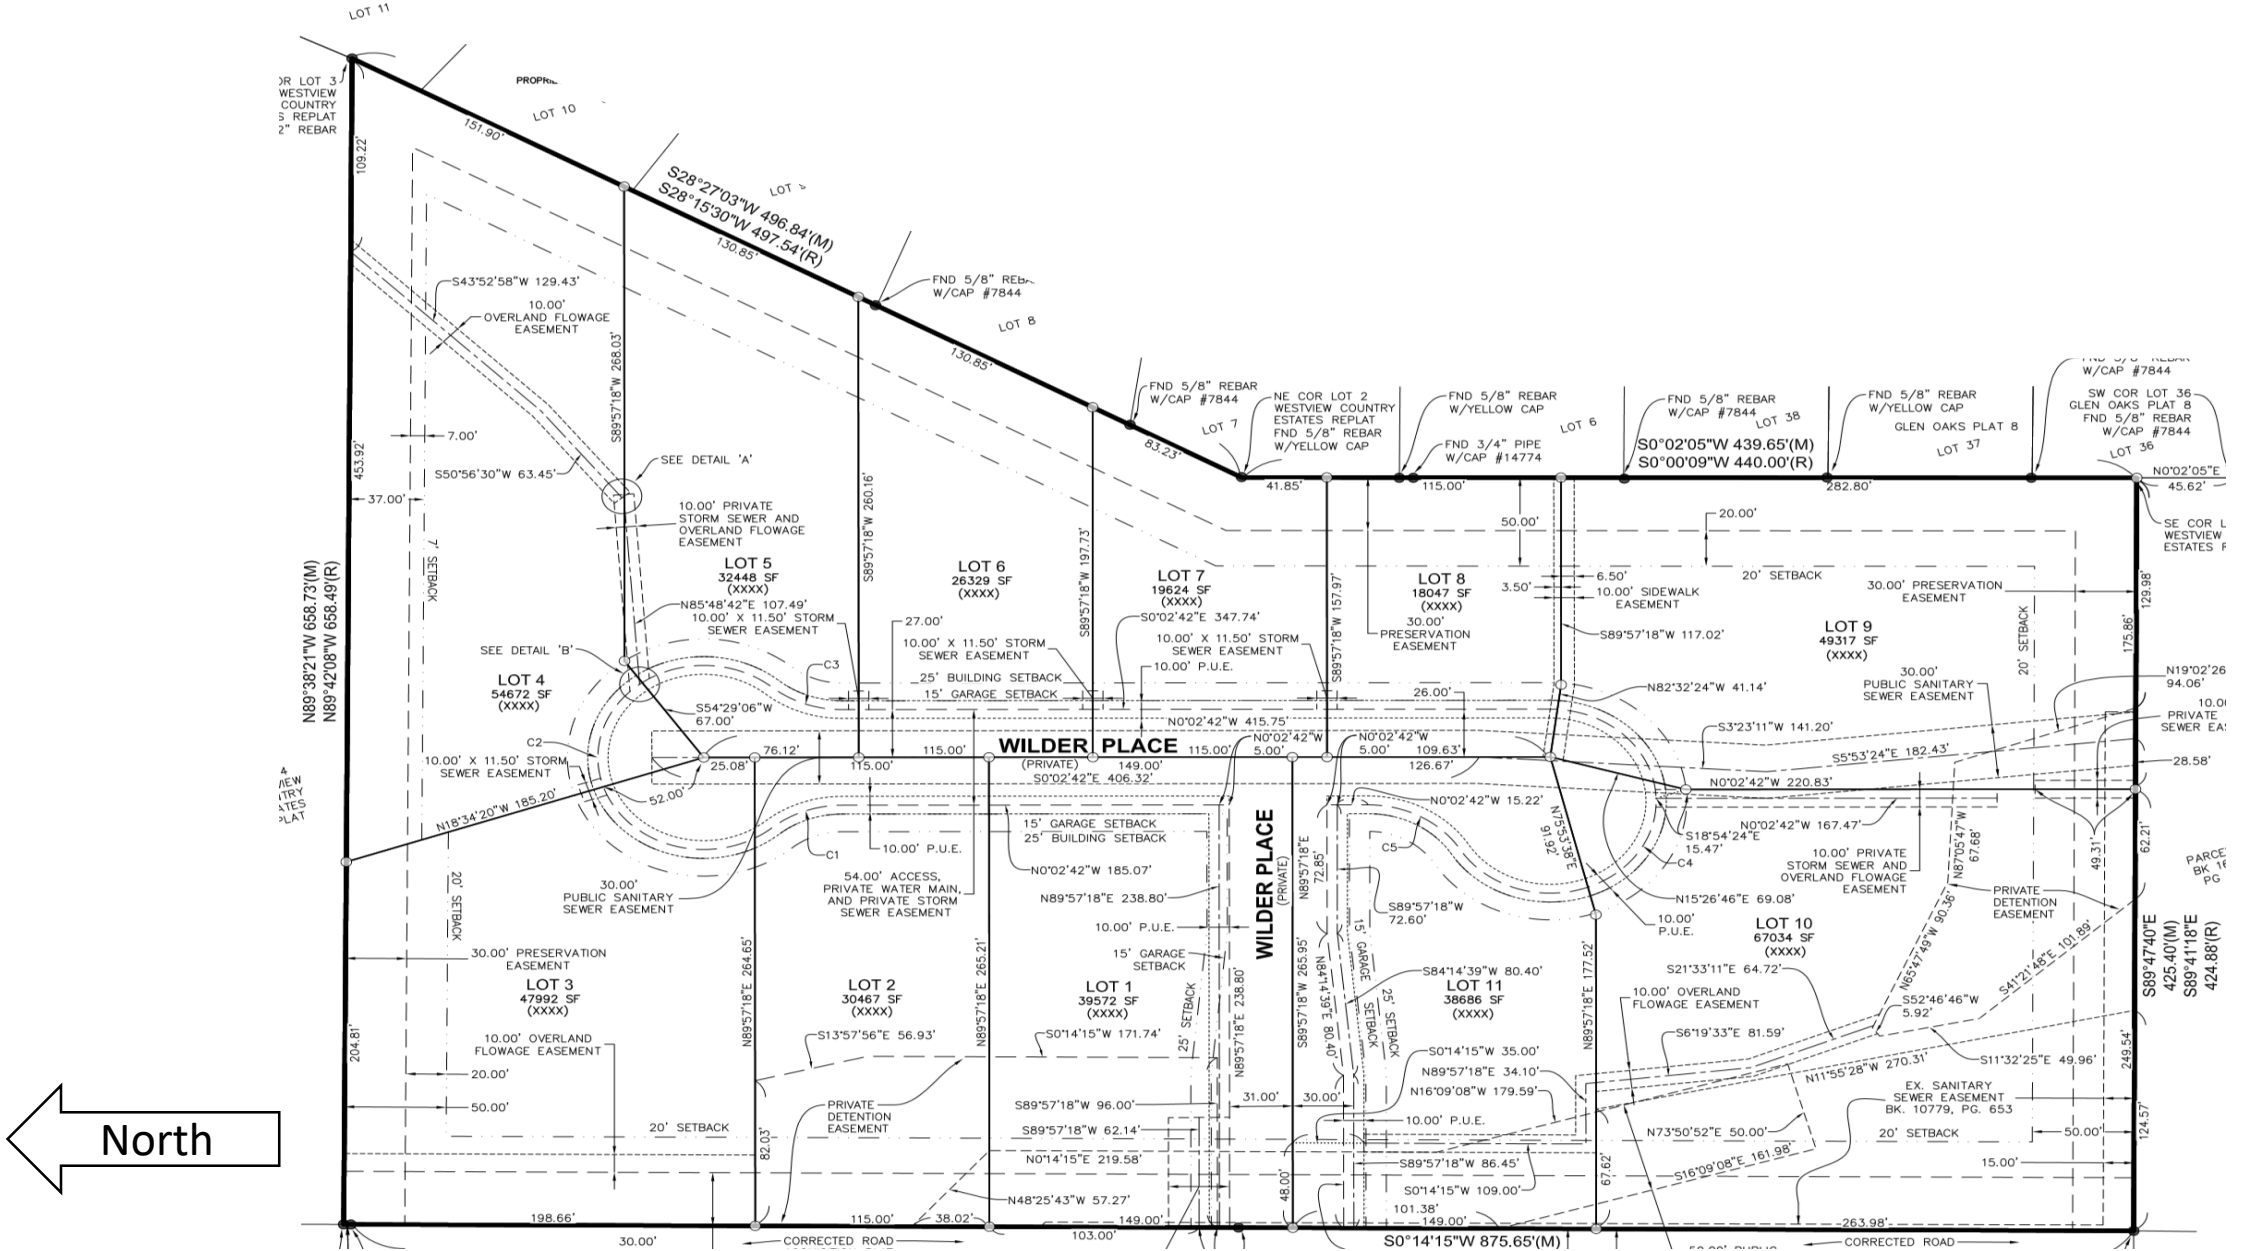 LOT 11
OR LOT 3
WESTVIEW
COUNTRY
S REPLAT
2" REBAR
LOT 10
151.90'
109.22'
S28°27'03"W 496.84'(M)
S28°15'30"W 497.54'(R)
130.85'
FND 5/8" REBAR
W/CAP #7844
LOT 8
130.85'
S43°52'58"W 129.43'
10.00'
OVERLAND FLOWAGE
EASEMENT
S89°57'18"W 268.03'
FND 5/8" REBAR
W/CAP #7844
83.23'
LOT 7
NE COR LOT 2
WESTVIEW COUNTRY
ESTATES REPLAT
FND 5/8" REBAR
W/YELLOW CAP
FND 5/8" REBAR
W/YELLOW CAP
FND 3/4" PIPE
W/CAP #14774
LOT 6
FND 5/8" REBAR
W/CAP #7844
LOT 38
S0°02'05"W 439.65'(M)
S0°00'09"W 440.00'(R)
FND 5/8" REBAR
W/YELLOW CAP
GLEN OAKS PLAT 8
LOT 37
W/CAP #7844
SW COR LOT 36
GLEN OAKS PLAT 8
FND 5/8" REBAR
W/CAP #7844
LOT 36
N0°02'05"E
45.62'
SE COR L
WESTVIEW
ESTATES R
41.85'
115.00'
282.80'
7.00'
453.92'
S50°56'30"W 63.45'
37.00'
7' SETBACK
SEE DETAIL 'A'
10.00' PRIVATE
STORM SEWER AND
OVERLAND FLOWAGE
EASEMENT
N89°38'21"W 658.73'(M)
N89°42'08"W 658.49'(R)
LOT 5
32448 SF
(XXXX)
N85°48'42"E 107.49'
10.00' X 11.50' STORM
SEWER EASEMENT
S89°57'18"W 260.16'
LOT 6
26329 SF
(XXXX)
27.00'
10.00' X 11.50' STORM
SEWER EASEMENT
S89°57'18"W 197.73'
LOT 7
19624 SF
(XXXX)
S0°02'42"E 347.74'
10.00' X 11.50' STORM
SEWER EASEMENT
10.00' P.U.E.
S89°57'18"W 157.97'
50.00'
20.00'
LOT 8
18047 SF
(XXXX)
30.00'
PRESERVATION
EASEMENT
3.50'
6.50'
10.00' SIDEWALK
EASEMENT
20' SETBACK
30.00' PRESERVATION
EASEMENT
S89°57'18"W 117.02'
LOT 9
49317 SF
(XXXX)
20' SETBACK
129.98'
175.86'
SEE DETAIL 'B'
LOT 4
54672 SF
(XXXX)
C3
25' BUILDING SETBACK
15' GARAGE SETBACK
26.00'
N82°32'24"W 41.14'
30.00'
PUBLIC SANITARY
SEWER EASEMENT
N19°02'26
94.06'
10.0
PRIVATE
SEWER EA
S54°29'06"W
67.00'
N0°02'42"W 415.75'
S3°23'11"W 141.20'
S5°53'24"E 182.43'
28.58'
C2
10.00' X 11.50' STORM
SEWER EASEMENT
76.12'
25.08'
115.00'
115.00'
WILDER PLACE
(PRIVATE)
149.00'
S0°02'42"E 406.32'
115.00'
5.00'
N0°02'42"W
N0°02'42"W
5.00'
109.63'
126.67'
N0°02'42"W 220.83'
N18°34'20"W 185.20'
52.00'
15' GARAGE SETBACK
25' BUILDING SETBACK
N0°02'42"W 15.22'
N75°53'38"E
91.92'
N0°02'42"W 167.47'
S18°54'24"E
15.47'
C4
C1
10.00' P.U.E.
N0°02'42"W 185.07'
WILDER PLACE
(PRIVATE)
N89°57'18"E
72.85'
C5
10.00' PRIVATE
STORM SEWER AND
OVERLAND FLOWAGE
EASEMENT
N87°05'47"W
67.68'
49.31'
62.21'
PARCE
BK
PG
20' SETBACK
30.00'
PUBLIC SANITARY
SEWER EASEMENT
54.00' ACCESS,
PRIVATE WATER MAIN,
AND PRIVATE STORM
SEWER EASEMENT
N89°57'18"E 238.80'
10.00' P.U.E.
15' GARAGE
SETBACK
S89°57'18"W
72.60'
N15°26'46"E 69.08'
10.00'
P.U.E.
LOT 10
67034 SF
(XXXX)
PRIVATE
DETENTION
EASEMENT
N65°47'49"W 90.36'
S41°21'48"E 101.89'
S89°47'40"E
425.40'(M)
S89°41'18"E
424.88'(R)
30.00' PRESERVATION
EASEMENT
LOT 3
47992 SF
(XXXX)
N89°57'18"E 264.65'
LOT 2
30467 SF
(XXXX)
N89°57'18"E 265.21'
LOT 1
39572 SF
(XXXX)
25' SETBACK
N89°57'18"E 238.80'
S89°57'18"W 265.95'
N84°14'39"E 80.40'
15' GARAGE
SETBACK
25' SETBACK
S84°14'39"W 80.40'
LOT 11
38686 SF
(XXXX)
N89°57'18"E 177.52'
S21°33'11"E 64.72'
10.00' OVERLAND
FLOWAGE EASEMENT
S52°46'46"W
5.92'
S6°19'33"E 81.59'
S11°32'25"E 49.96'
N11°55'28"W 270.31'
249.54'
204.81'
10.00' OVERLAND
FLOWAGE EASEMENT
20.00'
50.00'
S13°57'56"E 56.93'
S0°14'15"W 171.74'
S0°14'15"W 35.00'
N89°57'18"E 34.10'
N16°09'08"W 179.59'
10.00' P.U.E.
EX. SANITARY
SEWER EASEMENT
BK. 10779, PG. 653
North
20' SETBACK
82.03'
PRIVATE
DETENTION
EASEMENT
S89°57'18"W 96.00'
S89°57'18"W 62.14'
N0°14'15"E 219.58'
31.00'
30.00'
N73°50'52"E 50.00'
20' SETBACK
50.00'
124.57'
S89°57'18"W 86.45'
S16°09'08"E 161.98'
15.00'
N48°25'43"W 57.27'
48.00'
S0°14'15"W 109.00'
67.62'
198.66'
115.00'
38.02'
149.00'
103.00'
101.38'
149.00'
263.98'
30.00'
CORRECTED ROAD
S0°14'15"W 875.65'(M)
CORRECTED ROAD